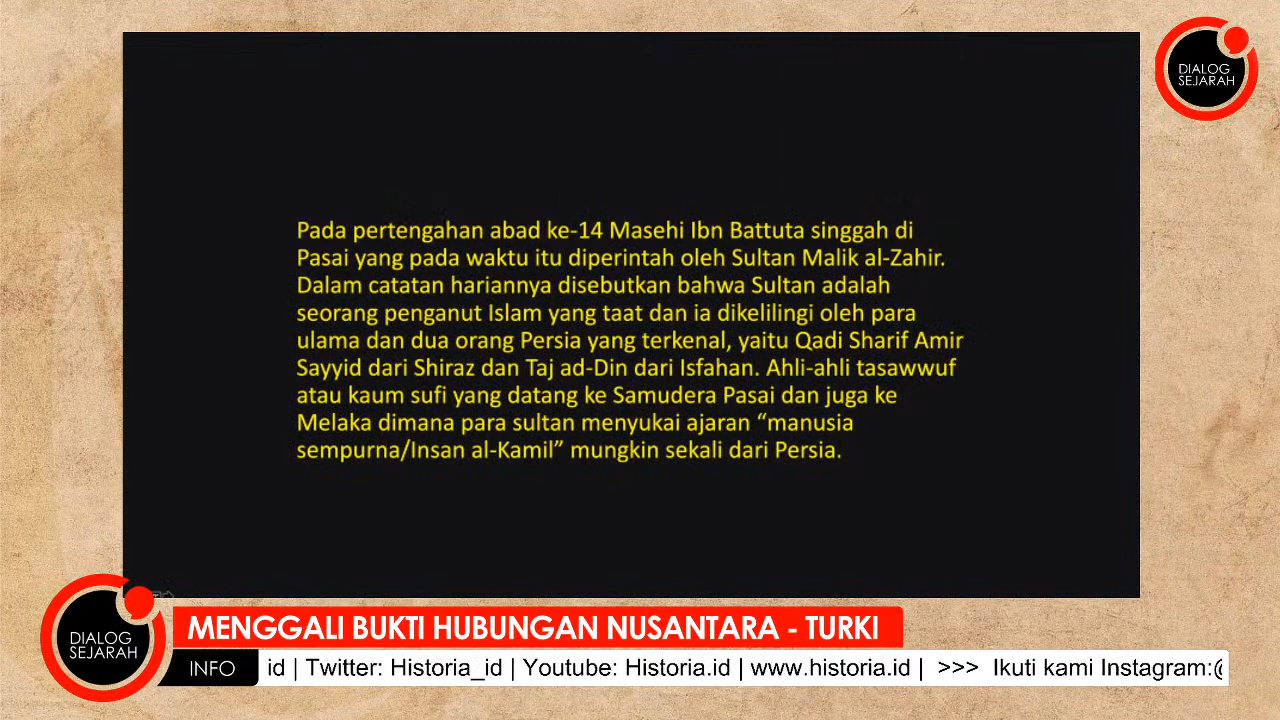 DIALOG
SEJARAH
Pada pertengahan abad ke-14 Masehi Ibn Battuta singgah di
Pasai yang pada waktu itu diperintah oleh Sultan Malik al-Zahir.
Dalam catatan hariannya disebutkan bahwa Sultan adalah
seorang penganut Islam yang taat dan ia dikelilingi oleh para
ulama dan dua orang Persia yang terkenal, yaitu Qadi Sharif Amir
Sayyid dari Shiraz dan Taj ad-Din dari Isfahan. Ahli-ahli tasawwuf
atau kaum sufi yang datang ke Samudera Pasai dan juga ke
Melaka dimana para sultan menyukai ajaran “manusia
sempurna/Insan al-Kamil” mungkin sekali dari Persia.
DIALOG
SEJARAH
MENGGALI BUKTI HUBUNGAN NUSANTARA - TURKI
INFO
id | Twitter: Historia_id | Youtube: Historia.id | www.historia.id | >>> Ikuti kami Instagram:@